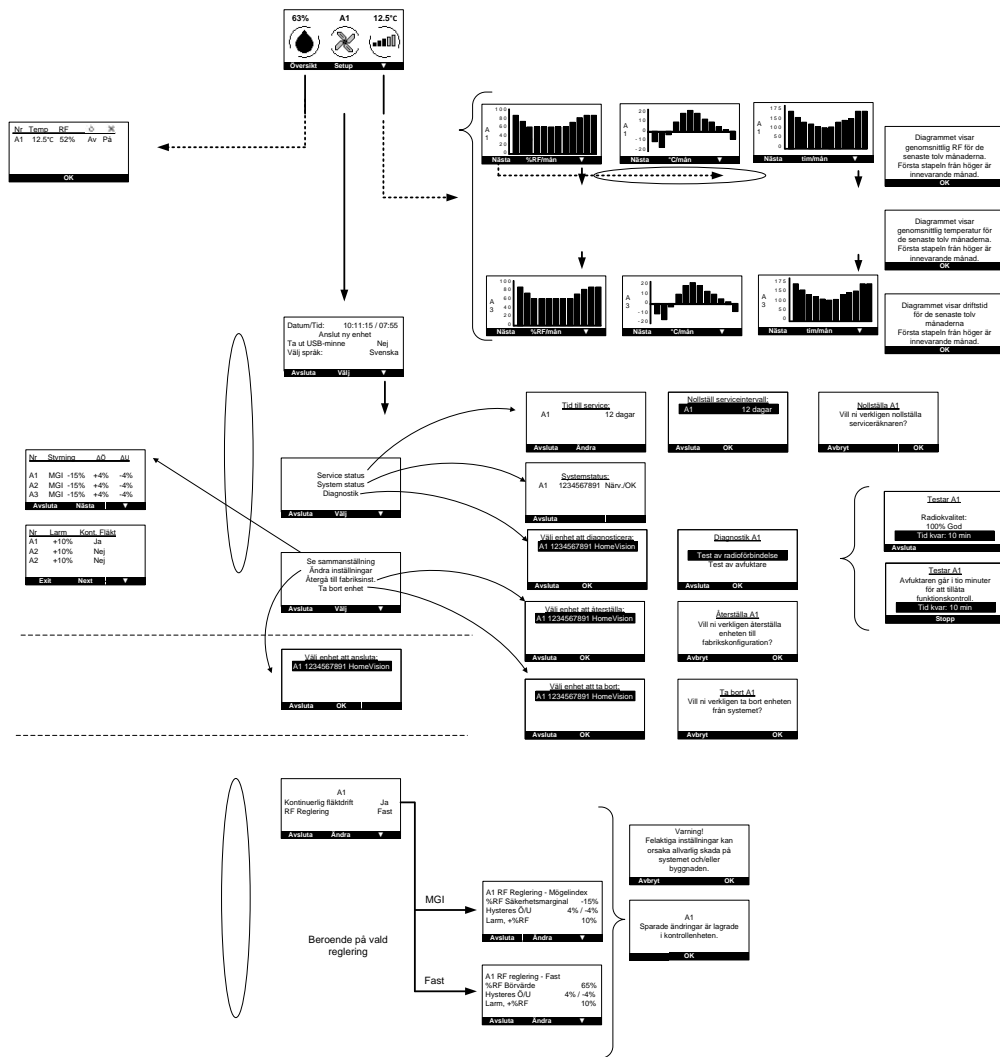 63% A1 12.5℃
Översikt Setup ▼
Nr Temp RF
A1 12.5℃ 52% Av På
OK
100
80
60
40
20
0
A
1
Nästa %RF/mån ▼
20
10
0
-10
-20
A
1
Nästa °C/mån ▼
175
150
125
100
A
1
0
Nästa tim/mån ▼
Diagrammet visar
genomsnittlig RF för de
senaste tolv månaderna.
Första stapeln från höger är
innevarande månad.
OK
Diagrammet visar
genomsnittlig temperatur för
de senaste tolv månaderna.
Första stapeln från höger är
innevarande månad.
OK
100
80
60
40
20
0
A
3
Nästa %RF/mån ▼
20
10
0
-10
-20
A
3
Nästa °C/mån ▼
175
150
125
100
A
3
0
Nästa tim/mån ▼
Diagrammet visar driftstid
för de senaste tolv
månaderna
Första stapeln från höger är
innevarande månad.
OK
Datum/Tid: 10:11:15 / 07:55
Anslut ny enhet
Ta ut USB-minne Nej
Välj språk: Svenska
Avsluta Välj ▼
Tid till service:
A1 12 dagar
Avsluta Ändra
Nollställ serviceintervall:
A1 12 dagar
Avsluta OK
Nollställa A1
Vill ni verkligen nollställa
serviceräknaren?
Avbryt OK
Nr Styrning ΔÖ ΔU
A1 MGI -15% +4% -4%
A2 MGI -15% +4% -4%
A3 MGI -15% +4% -4%
Avsluta Nästa ▼
Service status
System status
Diagnostik
Avsluta Välj ▼
Systemstatus:
A1 1234567891 Närv./OK
Avsluta
Nr Larm Kont. Fläkt
A1 +10% Ja
A2 +10% Nej
A2 +10% Nej
Exit Next ▼
Välj enhet att diagnosticera:
A1 1234567891 HomeVision
Avsluta OK
Diagnostik A1
Test av radioförbindelse
Test av avfuktare
Avsluta OK
Testar A1
Radiokvalitet:
100% God
Tid kvar: 10 min
Avsluta
Testar A1
Avfuktaren går i tio minuter
för att tillåta
funktionskontroll.
Tid kvar: 10 min
Stopp
Se sammanställning
Ändra inställningar
Återgå till fabriksinst.
Ta bort enhet
Avsluta Välj ▼
Välj enhet att återställa:
A1 1234567891 HomeVision
Avsluta OK
Återställa A1
Vill ni verkligen återställa
enheten till
fabrikskonfiguration?
Avbryt OK
Välj enhet att ansluta:
A1 1234567891 HomeVision
Avsluta OK
Välj enhet att ta bort:
A1 1234567891 HomeVision
Avsluta OK
Ta bort A1
Vill ni verkligen ta bort enheten
från systemet?
Avbryt OK
A1
Kontinuerlig fläktdrift Ja
RF Reglering Fast
Avsluta Ändra ▼
Varning!
Felaktiga inställningar kan
orsaka allvarlig skada på
systemet och/eller
byggnaden.
Avbryt OK
MGI
A1 RF Reglering - Mögelindex
%RF Säkerhetsmarginal -15%
Hysteres Ö/U 4% / -4%
Larm, +%RF 10%
Avsluta Ändra ▼
A1
Sparade ändringar är lagrade
i kontrollenheten.
OK
Beroende på vald
reglering
Fast
A1 RF reglering - Fast
%RF Börvärde 65%
Hysteres Ö/U 4% / -4%
Larm, +%RF 10%
Avsluta Ändra ▼